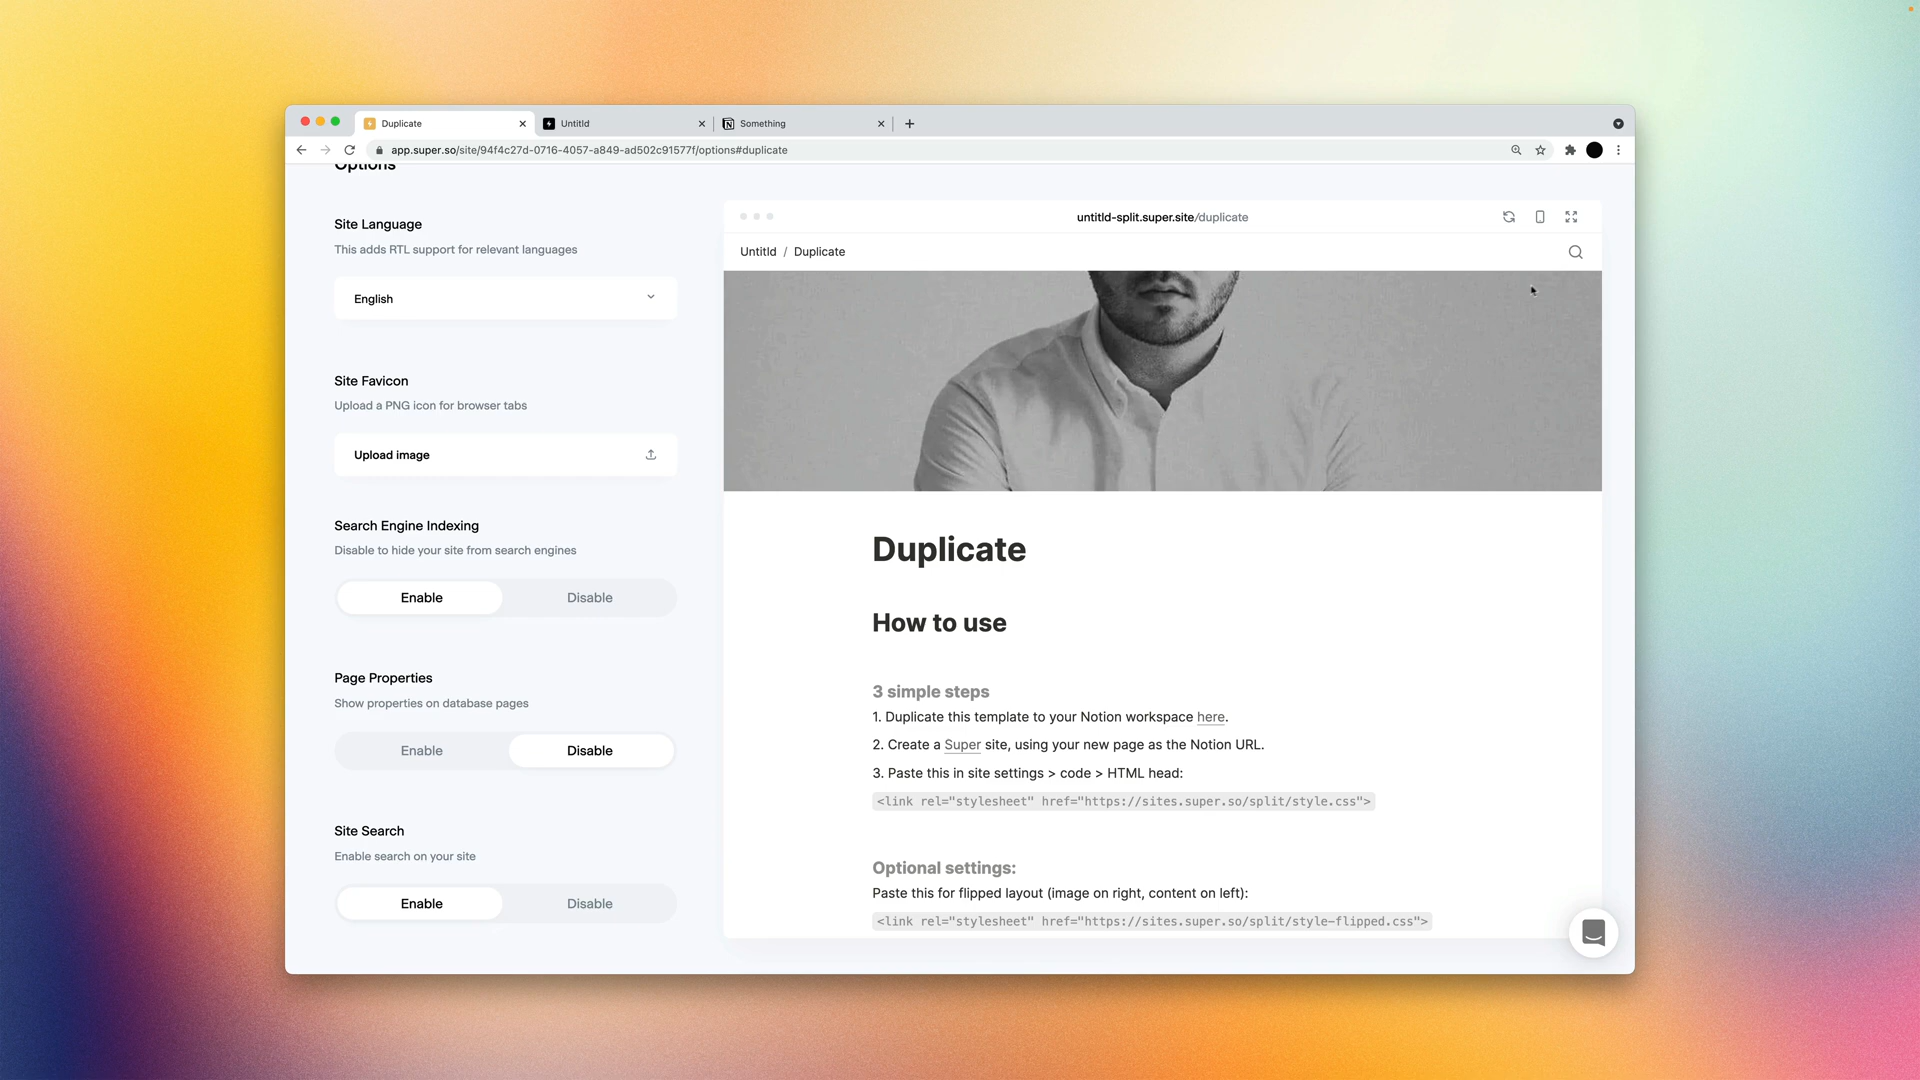 Duplicate
Untitld
Something
app.super.so/site/94f4c27d-0716-4057-a849-ad502c91577f/options#duplicate
Options
Site Language
This adds RTL support for relevant languages
English
Site Favicon
Upload a PNG icon for browser tabs
Upload image
Search Engine Indexing
Disable to hide your site from search engines
Enable Disable
Page Properties
Show properties on database pages
Enable Disable
Site Search
Enable search on your site
Enable Disable
untitld-split.super.site/duplicate
Untitld / Duplicate
Duplicate
How to use
3 simple steps
1. Duplicate this template to your Notion workspace here.
2. Create a Super site, using your new page as the Notion URL.
3. Paste this in site settings > code > HTML head:
<link rel="stylesheet" href="https://sites.super.so/split/style.css">
Optional settings:
Paste this for flipped layout (image on right, content on left):
<link rel="stylesheet" href="https://sites.super.so/split/style-flipped.css">